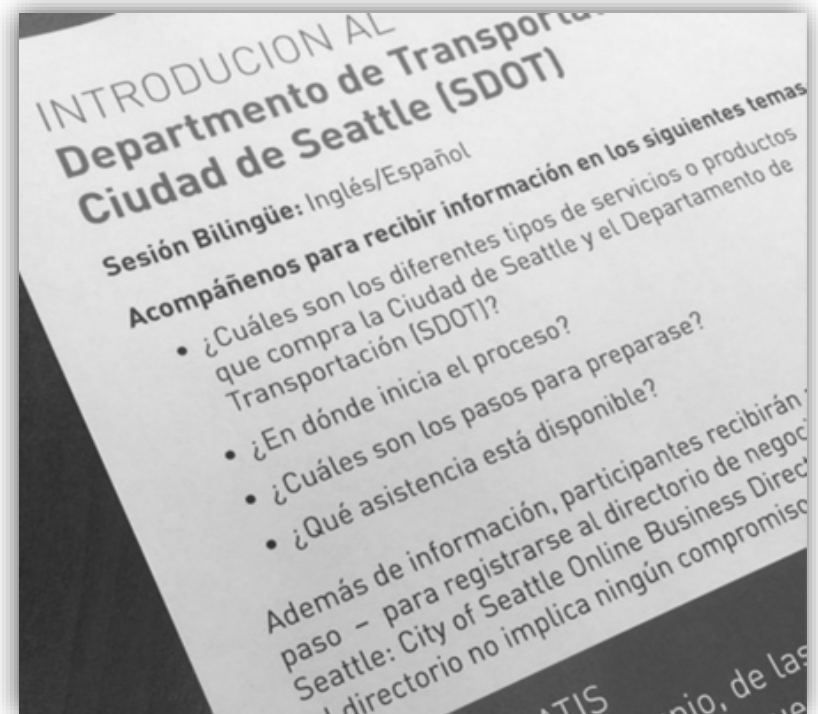 INTRODUCION AL
Departmento de
Ciudad de Seattle (SDOT)
Sesión Bilingüe: Inglés/Español
Acompáñenos para recibir información en los siguientes temas
• ¿Cuáles son los diferentes tipos de servicios o productos
que compra la Ciudad de Seattle y el Departamento de
Transportación (SDOT)?
• ¿En dónde inicia el proceso?
• ¿Cuáles son los pasos para preparase?
• ¿Qué asistencia está disponible?
Además de información, participantes recibirán
paso – para registrarse al directorio de
Seattle: City of Seattle Online Business
directorio no implica ningún compromiso
de las